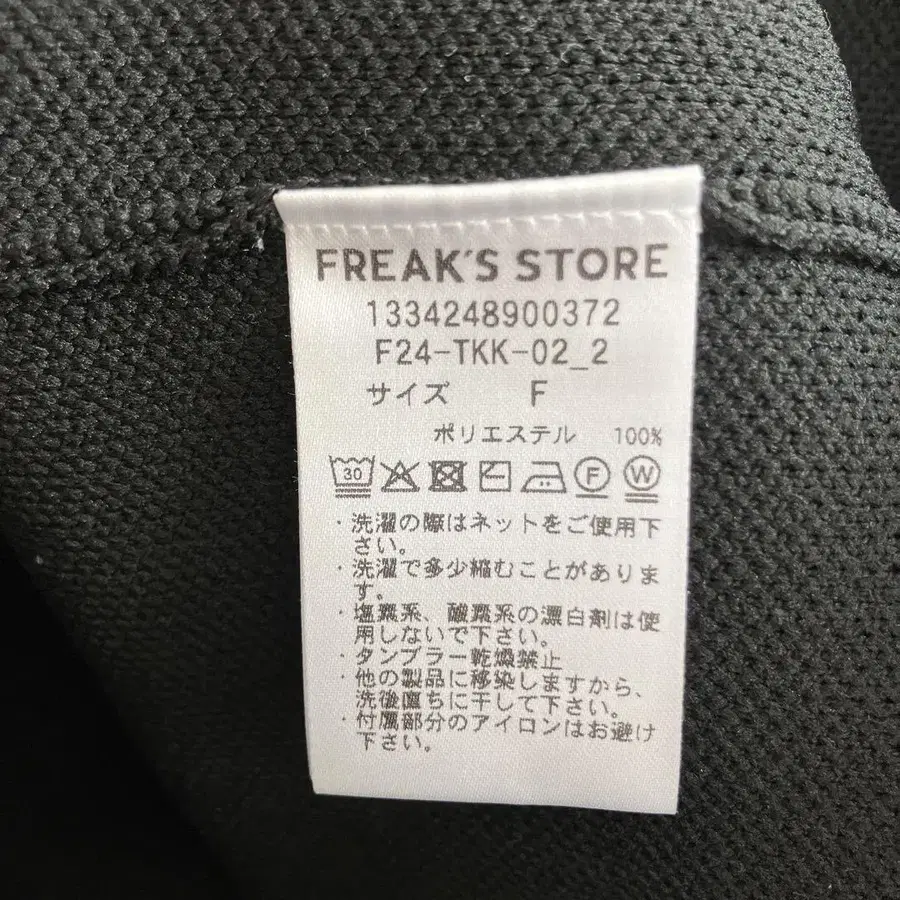 FREAK'S STORE
1334248900372
F24-TKK-02_2
サイズ F
ポリエステル 100%
30 F W
・洗濯の際はネットをご使用下
さい。
・洗濯で多少縮むことがありま
す。
・塩素系、酸素系の漂白剤は使
用しないで下さい。
・タンブラー乾燥禁止
・他の製品に移染しますから、
洗後直ちに干して下さい。
・付属部分のアイロンはお避け
下さい。